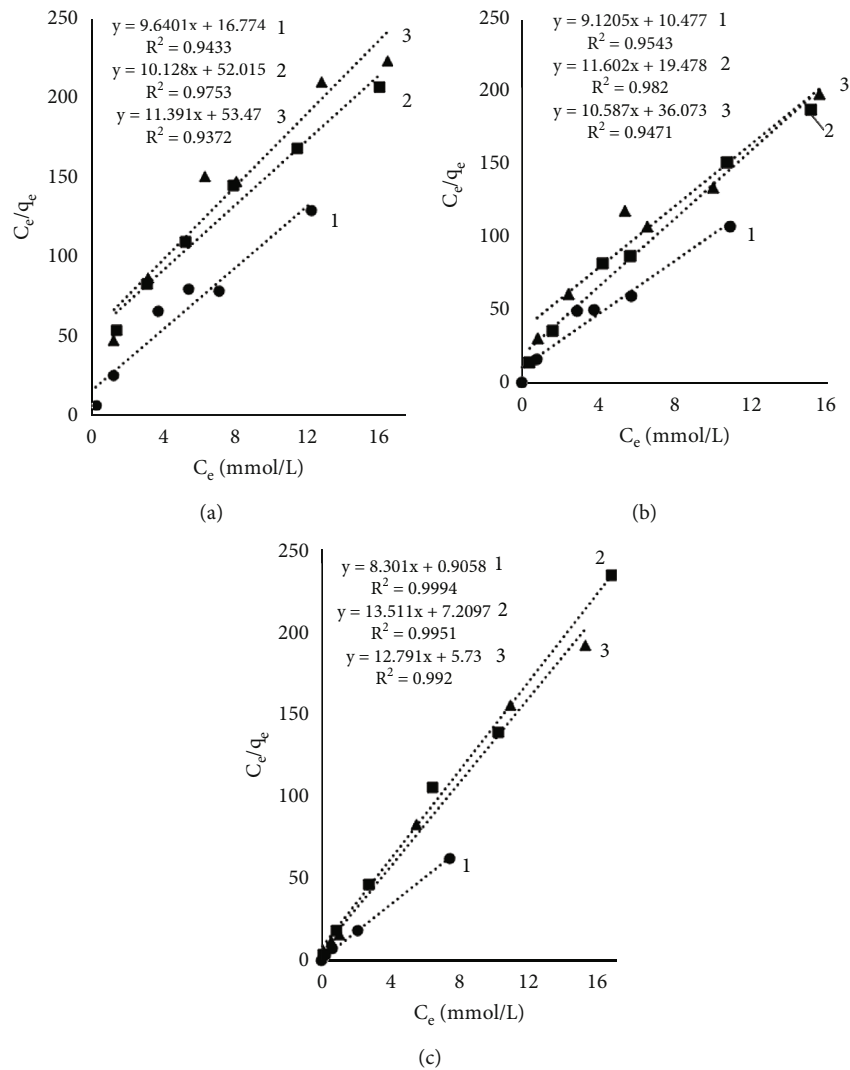 y = 9.6401x + 16.774 1
R² = 0.9433
y = 10.128x + 52.015 2
R² = 0.9753
y = 11.391x + 53.47 3
R² = 0.9372
250
200
150
100
50
0
Cₑ/qₑ
3
2
1
0 4 8 12 16
Cₑ (mmol/L)
(a)
y = 9.1205x + 10.477 1
R² = 0.9543
y = 11.602x + 19.478 2
R² = 0.982
y = 10.587x + 36.073 3
R² = 0.9471
250
200
150
100
50
0
Cₑ/qₑ
3
2
1
0 4 8 12 16
Cₑ (mmol/L)
(b)
y = 8.301x + 0.9058 1
R² = 0.9994
y = 13.511x + 7.2097 2
R² = 0.9951
y = 12.791x + 5.73 3
R² = 0.992
250
200
150
100
50
0
Cₑ/qₑ
2
3
1
0 4 8 12 16
Cₑ (mmol/L)
(c)